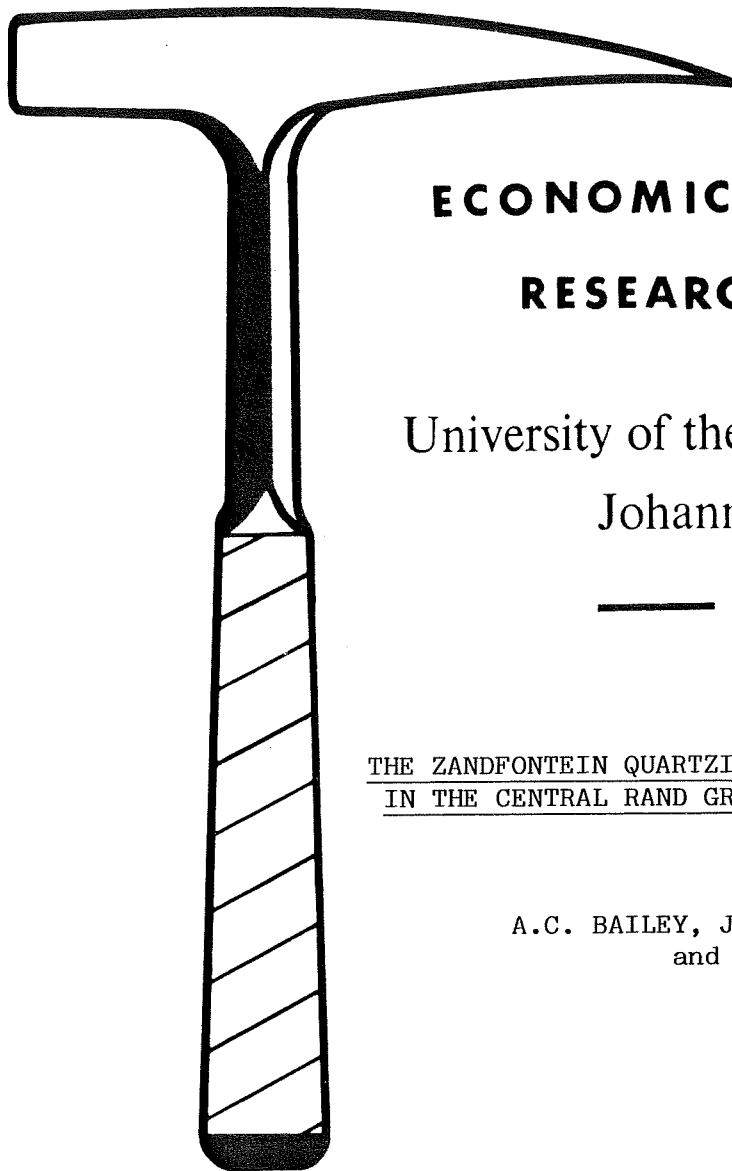 ECONOMIC
RESEARC
University of the
Johann
THE ZANDFONTEIN QUARTZI
IN THE CENTRAL RAND GR
A.C. BAILEY, J
and